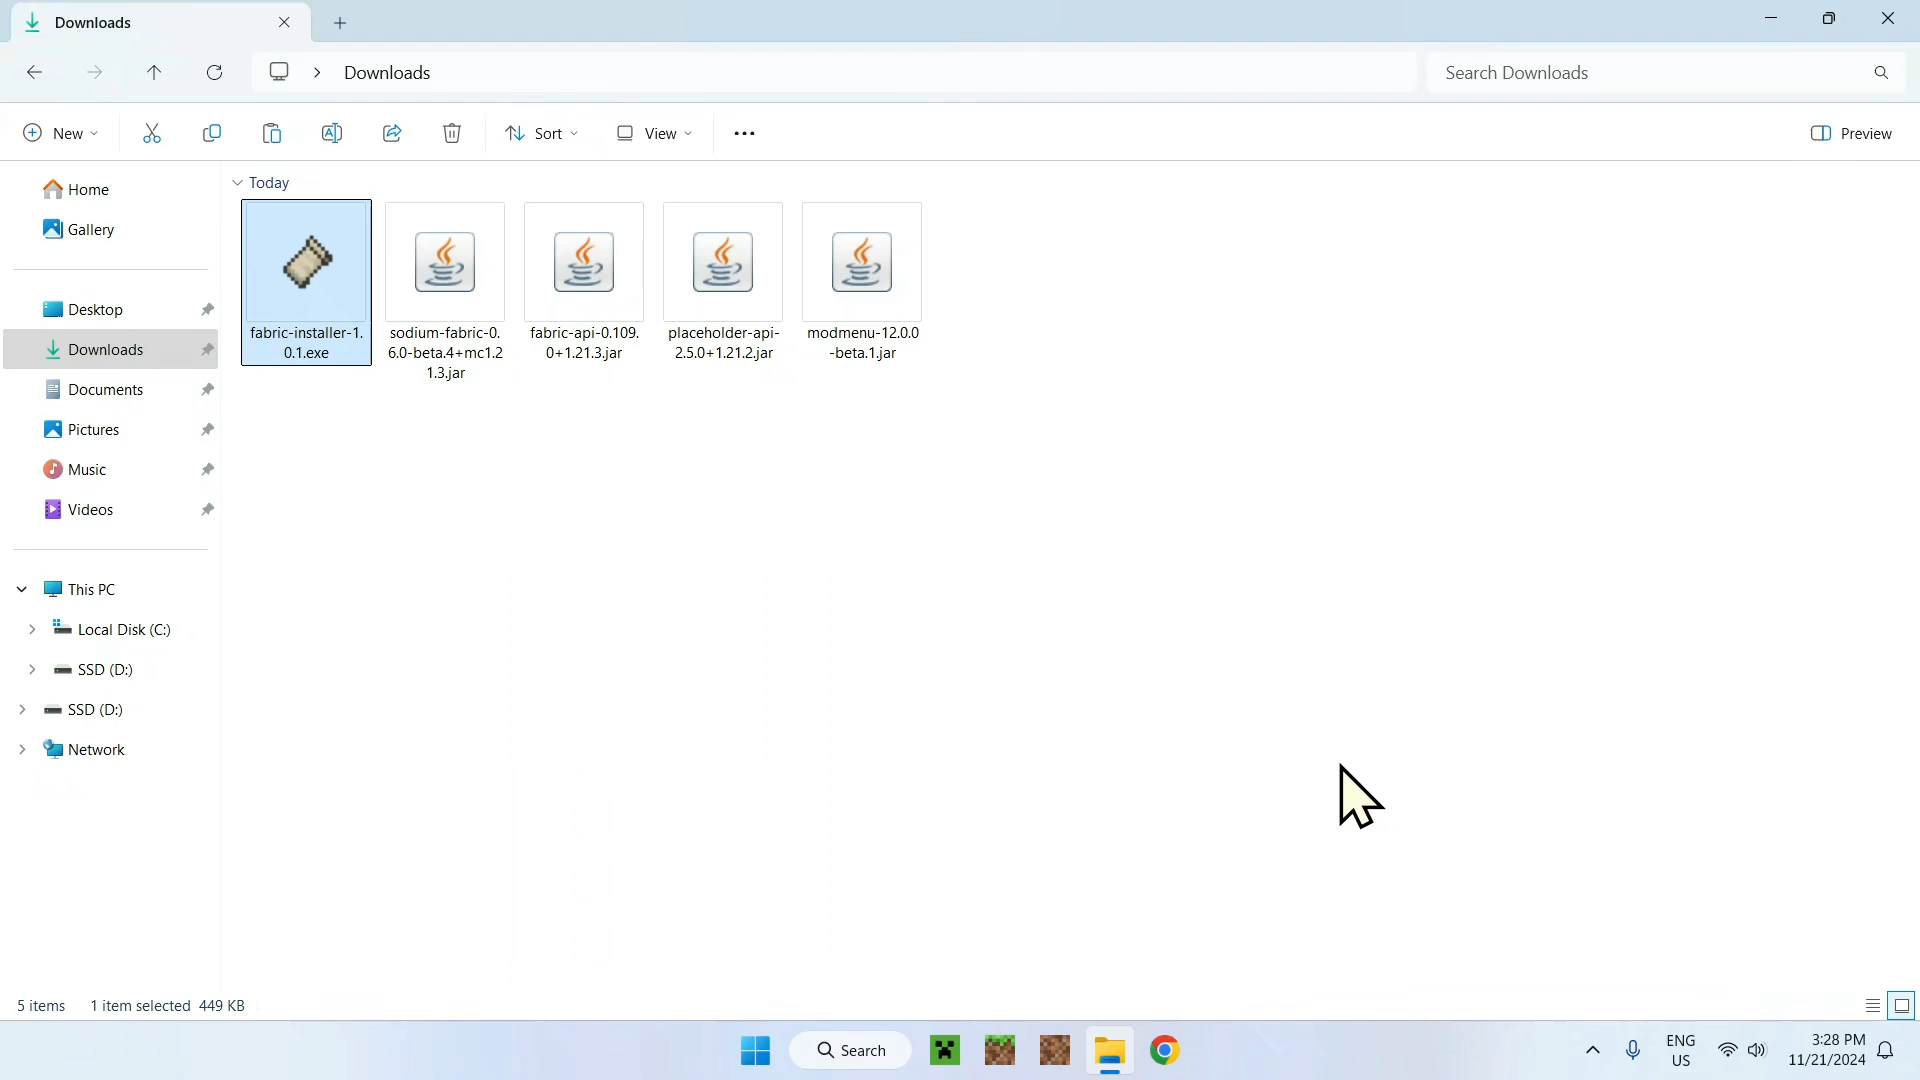 Downloads
Downloads
Search Downloads
New
Sort
View
Preview
Home
Gallery
Desktop
Downloads
Documents
Pictures
Music
Videos
This PC
Local Disk (C:)
SSD (D:)
SSD (D:)
Network
Today
fabric-installer-1.
0.1.exe
sodium-fabric-0.
6.0-beta.4+mc1.2
1.3.jar
fabric-api-0.109.
0+1.21.3.jar
placeholder-api-
2.5.0+1.21.2.jar
modmenu-12.0.0
-beta.1.jar
5 items
1 item selected 449 KB
Search
ENG
US
3:28 PM
11/21/2024